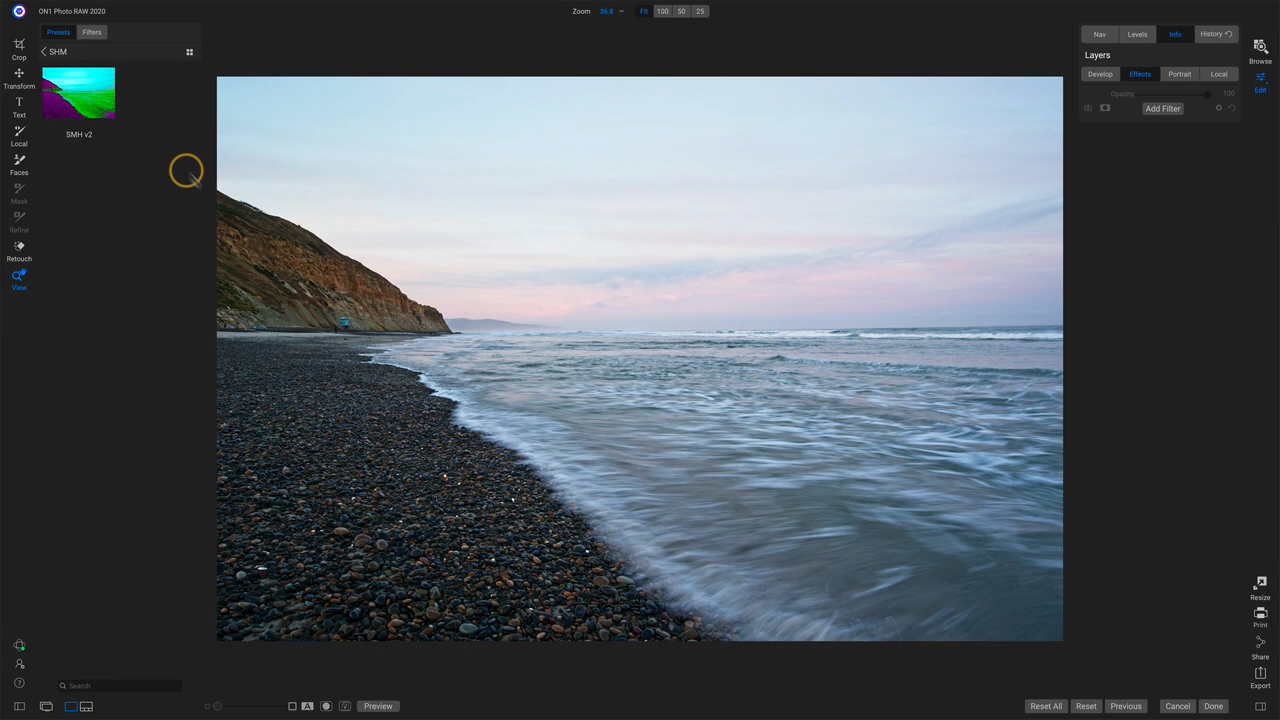 ON1 Photo RAW 2020
Zoom 36.8 Fit 100 50 25
Presets Filters
SHM
SMH v2
Crop
Transform
Text
Local
Faces
Mask
Refine
Retouch
View
Nav Levels Info History
Layers
Develop Effects Portrait Local
Opacity 100
Add Filter
Browse
Edit
Resize
Print
Share
Export
Search
A Preview
Reset All Reset Previous Cancel Done